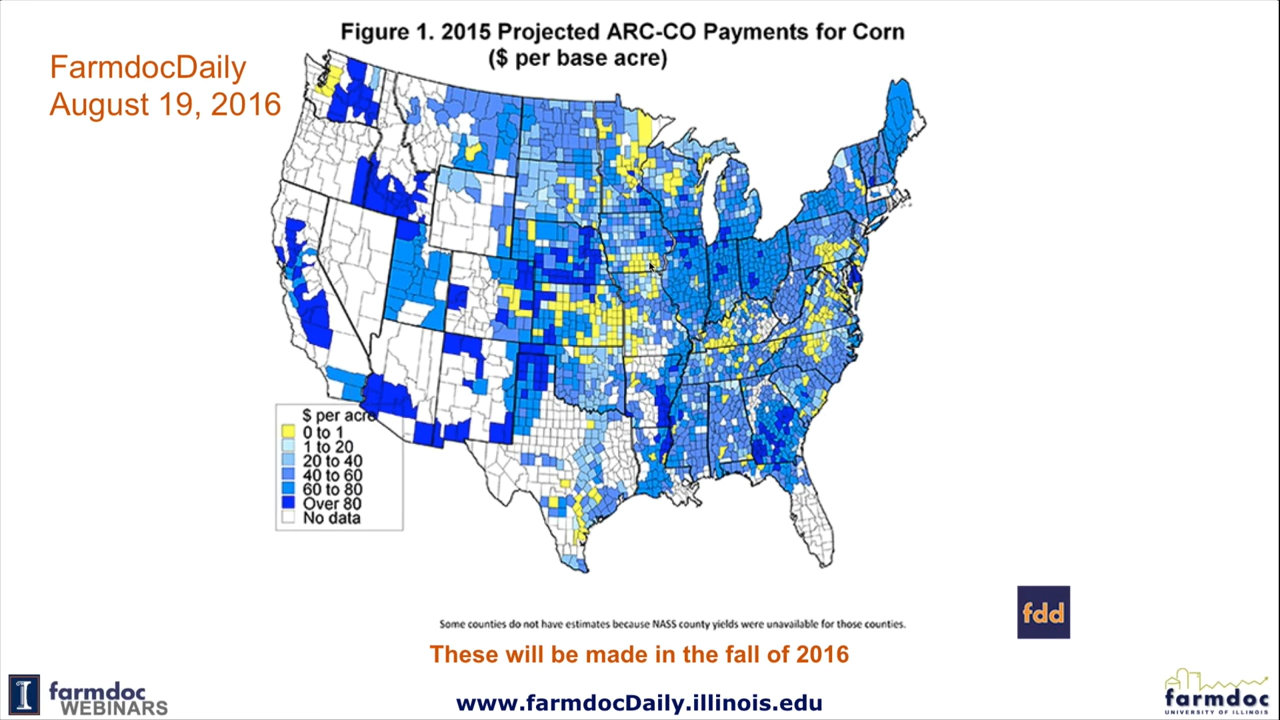 Figure 1. 2015 Projected ARC-CO Payments for Corn
($ per base acre)
FarmdocDaily
August 19, 2016
$ per acre
0 to 1
1 to 20
20 to 40
40 to 60
60 to 80
Over 80
No data
fdd
Some counties do not have estimates because NASS county yields were unavailable for those counties.
These will be made in the fall of 2016
I farmdoc
WEBINARS
www.farmdocDaily.illinois.edu
farmdoc
UNIVERSITY OF ILLINOIS